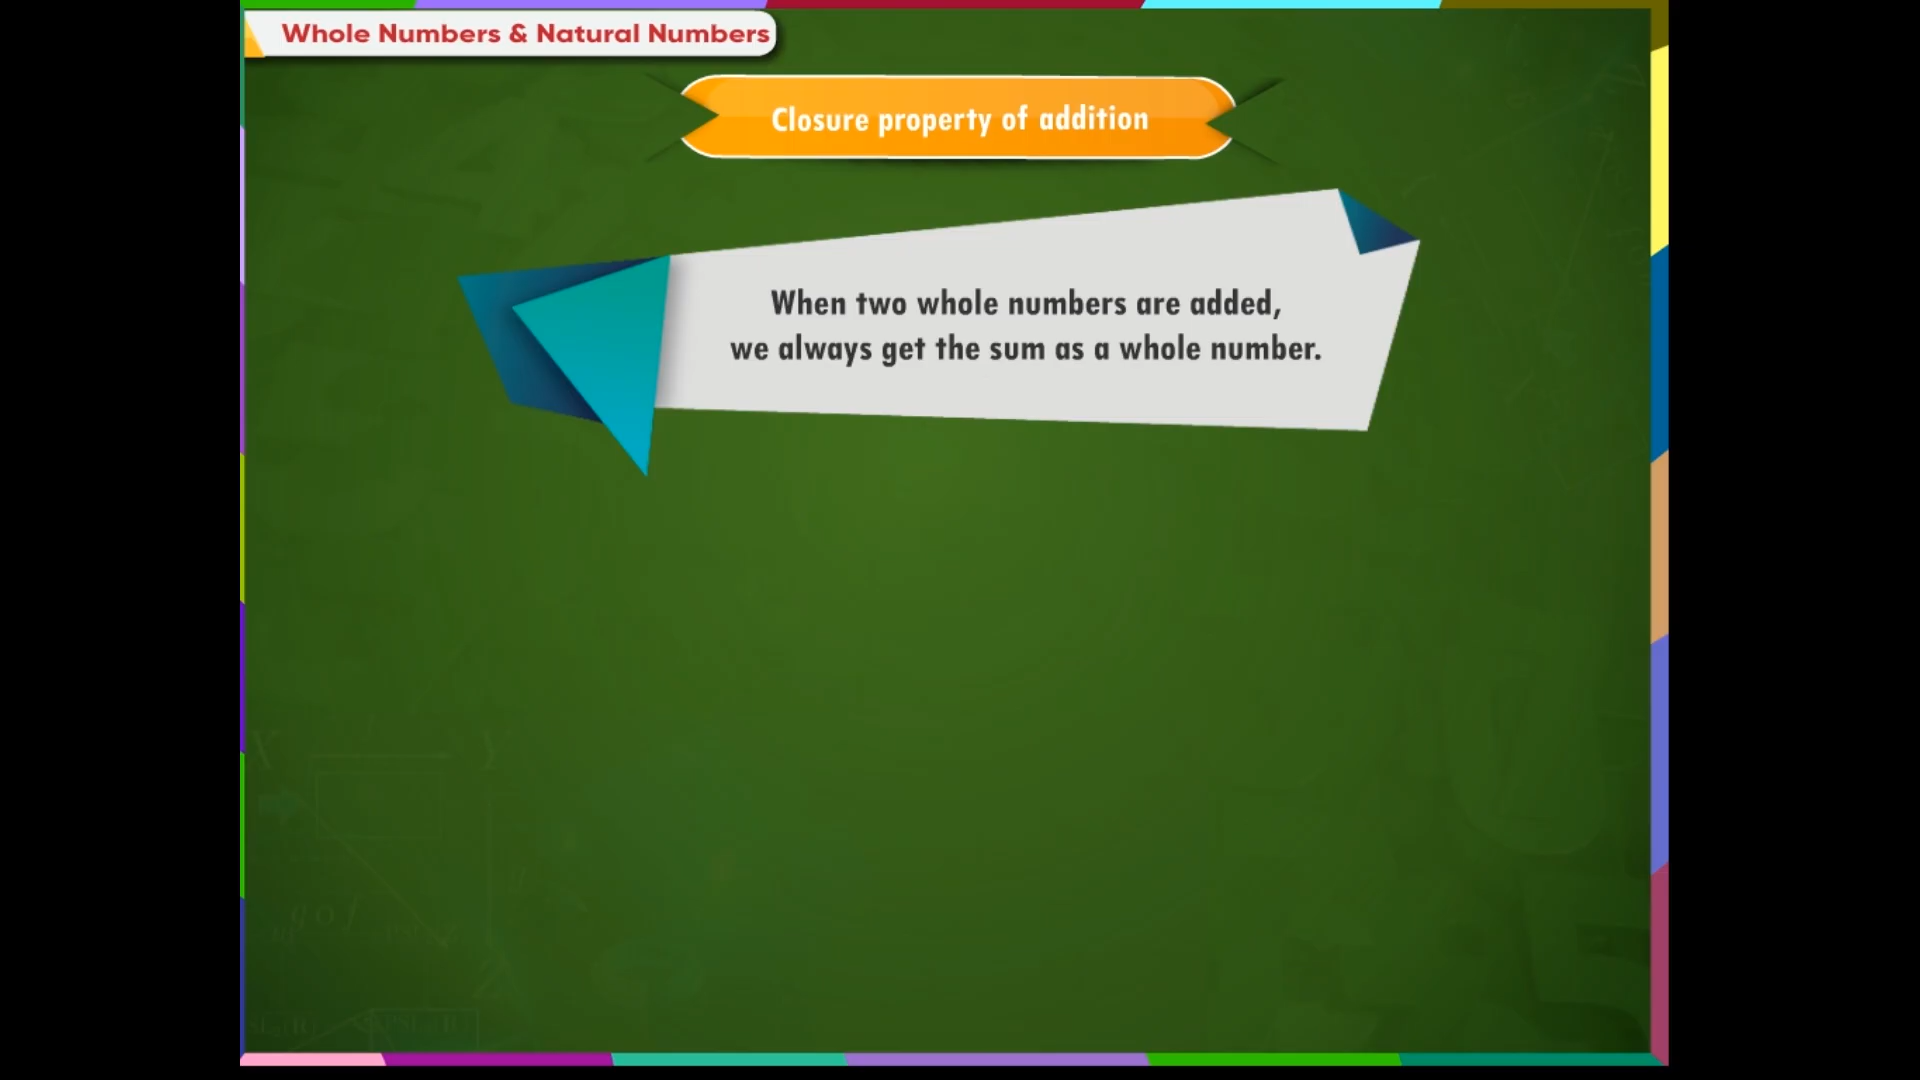 Whole Numbers & Natural Numbers
Closure property of addition
When two whole numbers are added,
we always get the sum as a whole number.
X Y